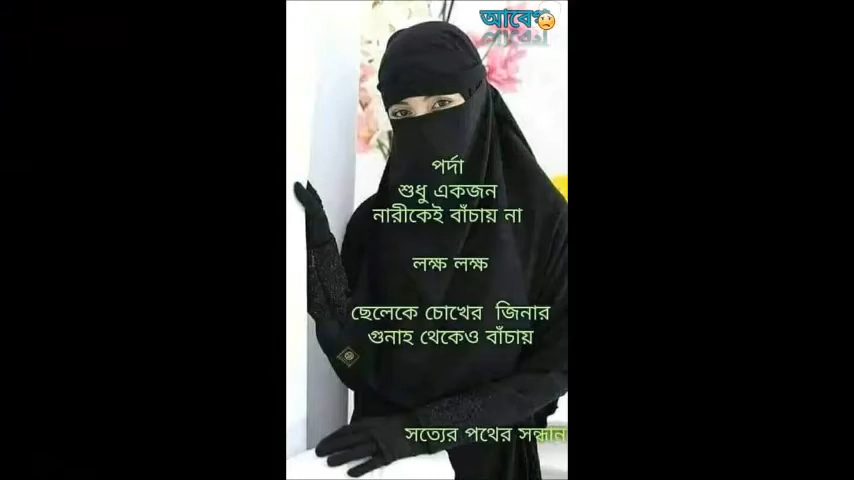 আবেগ
পর্দা
শুধু একজন
নারীকেই বাঁচায় না
লক্ষ লক্ষ
ছেলেকে চোখের জিনার
গুনাহ থেকেও বাঁচায়
সত্যের পথের সন্ধান